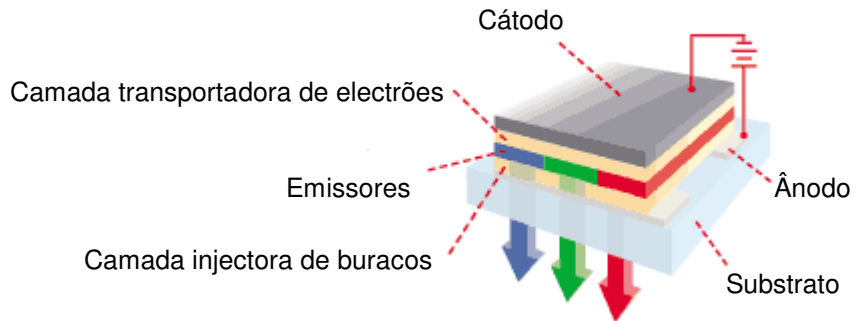 Cátodo
Camada transportadora de electrões
Emissores
Ânodo
Camada injectora de buracos
Substrato